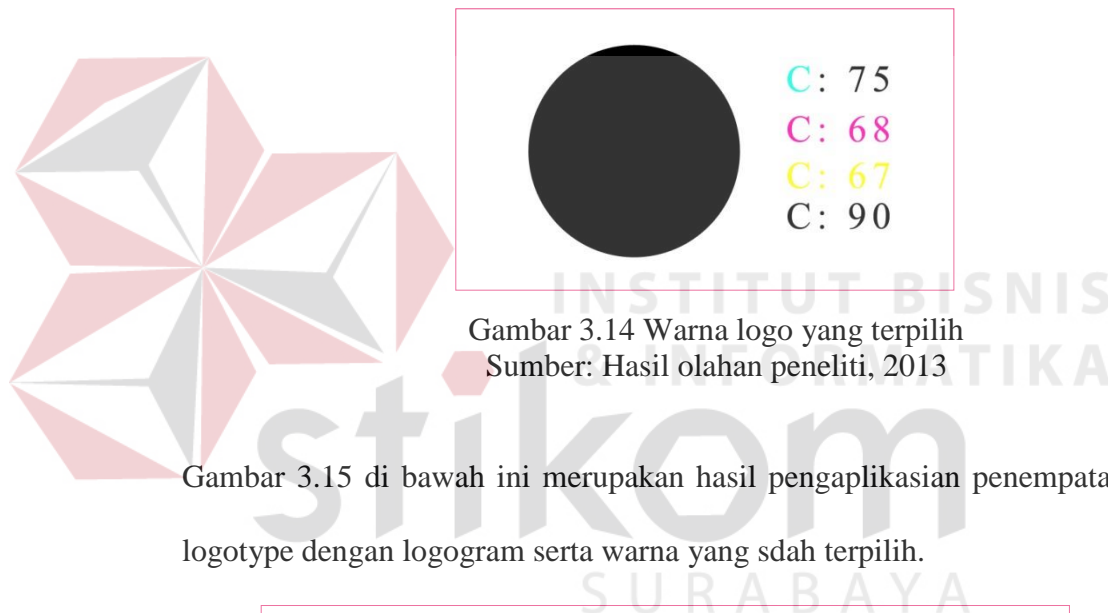 C: 75
C: 68
C: 67
C: 90
INSTITUT BISNIS
Gambar 3.14 Warna logo yang terpilih
& INFORMATIKA
Sumber: Hasil olahan peneliti, 2013
stikom
Gambar 3.15 di bawah ini merupakan hasil pengaplikasian penempata
logotype dengan logogram serta warna yang sdah terpilih.
SURABAYA